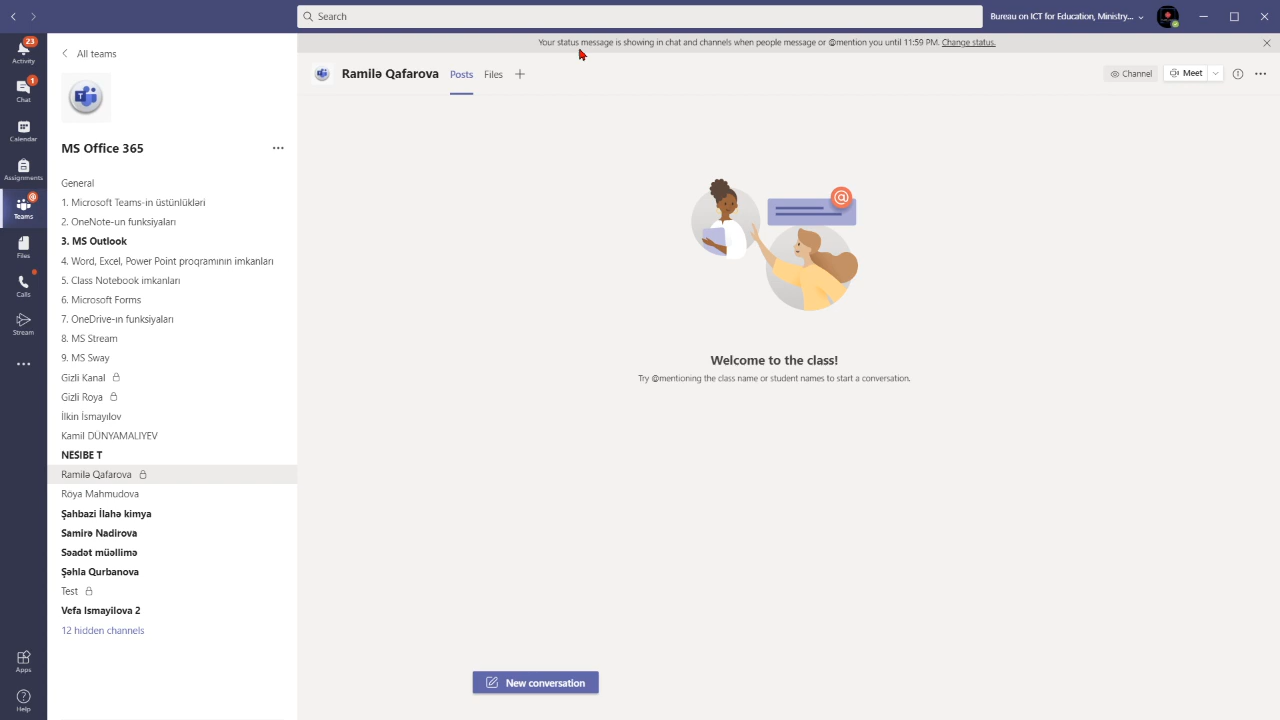 Search
Bureau on ICT for Education, Ministry...
23
Activity
1
Chat
Calendar
Assignments
@
Teams
Files
Calls
Stream
Apps
Help
All teams
MS Office 365
General
1. Microsoft Teams-in üstünlükləri
2. OneNote-un funksiyaları
3. MS Outlook
4. Word, Excel, Power Point proqramının imkanları
5. Class Notebook imkanları
6. Microsoft Forms
7. OneDrive-ın funksiyaları
8. MS Stream
9. MS Sway
Gizli Kanal
Gizli Roya
İlkin İsmayılov
Kamil DÜNYAMALIYEV
NESIBE T
Ramilə Qafarova
Röya Mahmudova
Şahbazi İlahə kimya
Samirə Nadirova
Səadət müəllimə
Şəhla Qurbanova
Test
Vefa Ismayilova 2
12 hidden channels
Your status message is showing in chat and channels when people message or @mention you until 11:59 PM. Change status.
Ramilə Qafarova
Posts
Files
Channel
Meet
@
Welcome to the class!
Try @mentioning the class name or student names to start a conversation.
New conversation